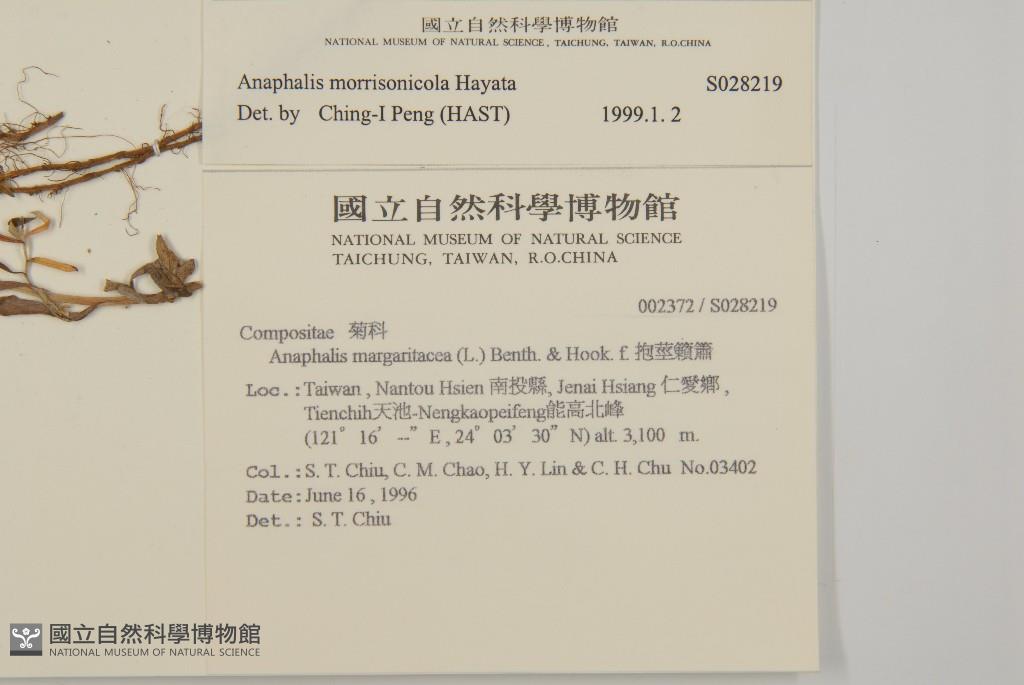 國立自然科學博物館
NATIONAL MUSEUM OF NATURAL SCIENCE, TAICHUNG, TAIWAN, R.O.CHINA
Anaphalis morrisonicola Hayata S028219
Det. by Ching-I Peng (HAST) 1999.1. 2
國立自然科學博物館
NATIONAL MUSEUM OF NATURAL SCIENCE
TAICHUNG, TAIWAN, R.O.CHINA
002372 / S028219
Compositae 菊科
Anaphalis margaritacea (L.) Benth. & Hook. f. 抱莖籟簫
Loc.: Taiwan , Nantou Hsien 南投縣, Jenai Hsiang 仁愛鄉 ,
Tienchih天池-Nengkaopeifeng能高北峰
(121° 16’ --” E , 24° 03’ 30” N) alt. 3,100 m.
Col.: S. T. Chiu, C. M. Chao, H. Y. Lin & C. H. Chu No.03402
Date: June 16 , 1996
Det.: S. T. Chiu
國立自然科學博物館
NATIONAL MUSEUM OF NATURAL SCIENCE